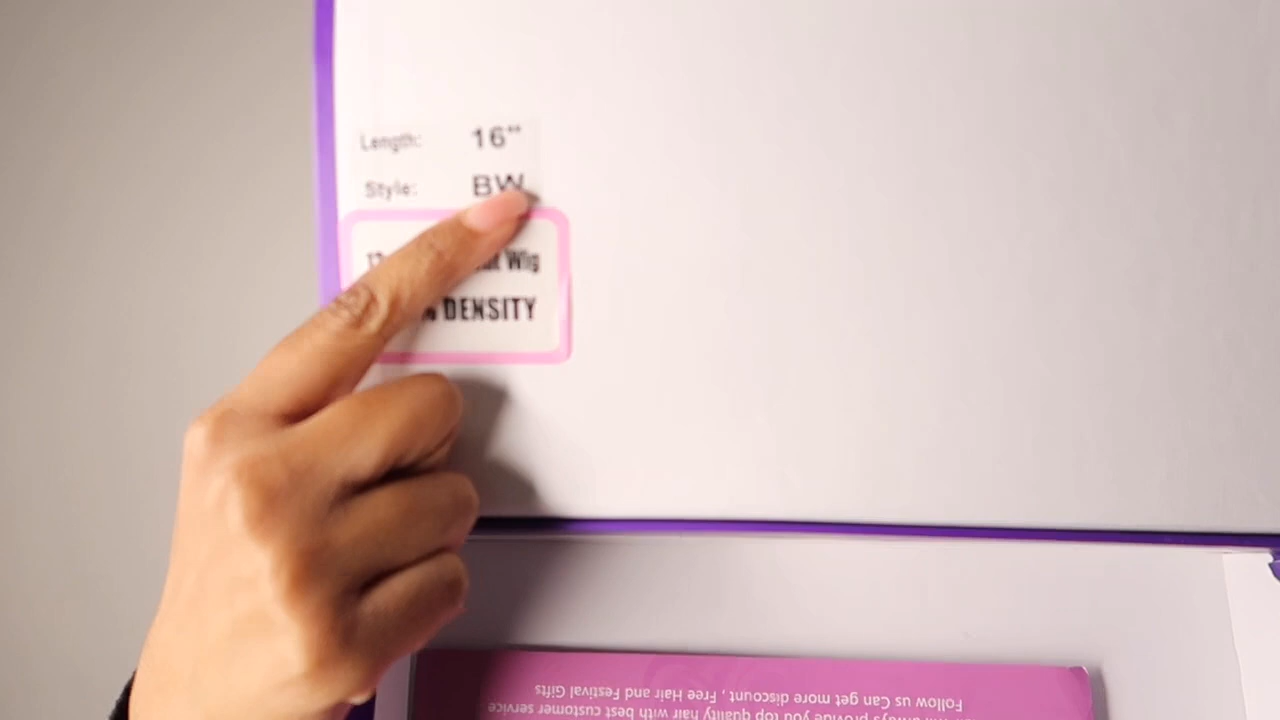 Length: 16"
Style: BW
Wig
DENSITY
Follow us Can get more discount , Free Hair and Festival Gifts
always provide you top quality hair with best customer service